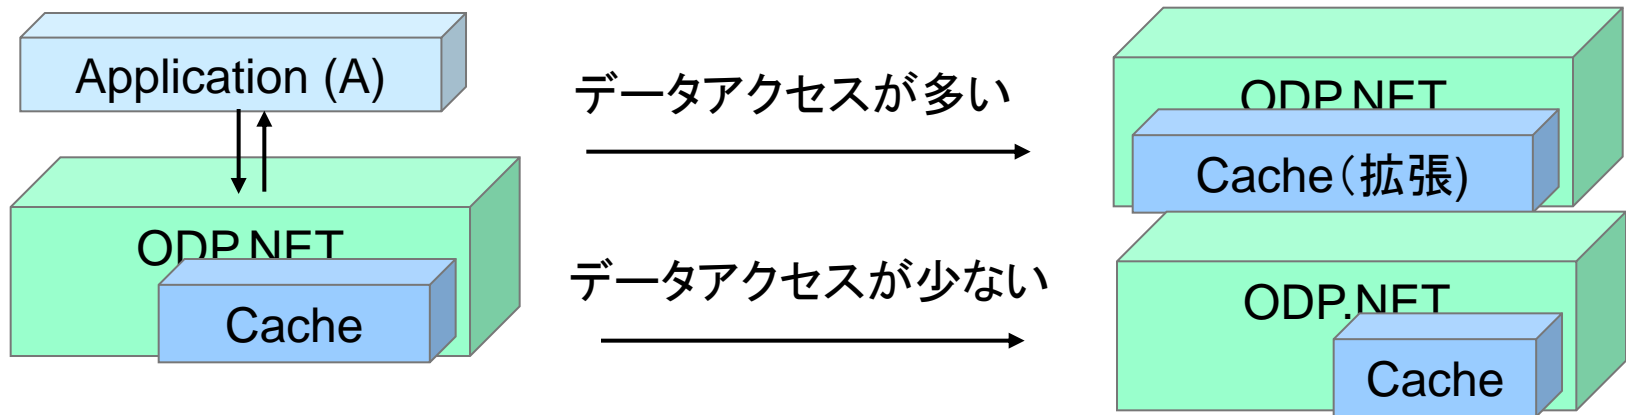 Application (A)
ODP.NET
Cache
データアクセスが多い
データアクセスが少ない
ODP.NET
Cache（拡張)
ODP.NET
Cache